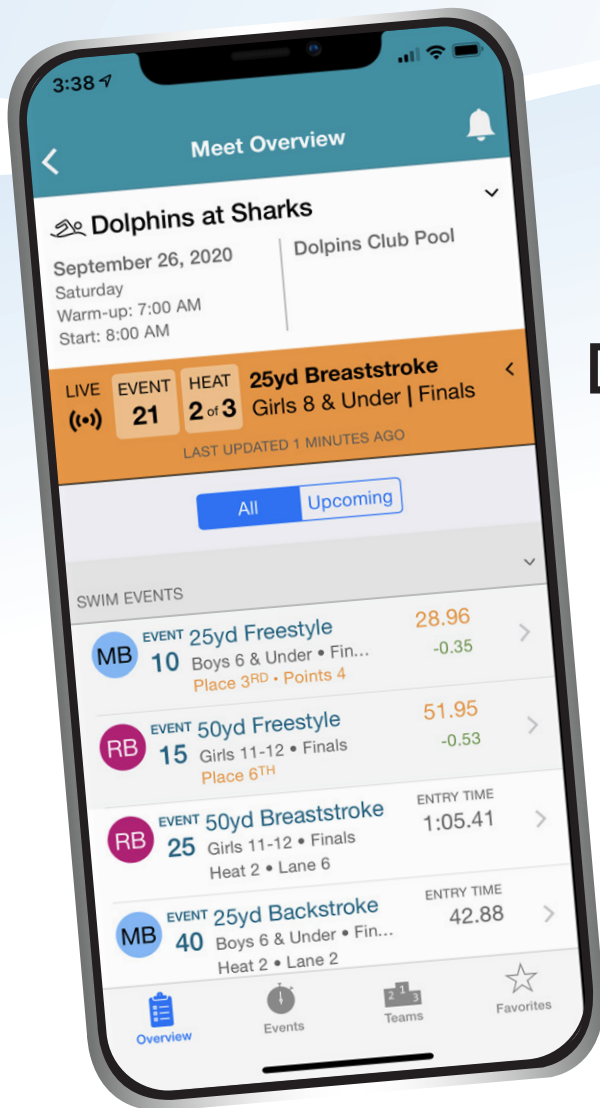 3:38
Meet Overview
Dolphins at Sharks
September 26, 2020
Saturday
Warm-up: 7:00 AM
Start: 8:00 AM
Dolpins Club Pool
LIVE
EVENT
21
HEAT
2 of 3
25yd Breaststroke
Girls 8 & Under | Finals
LAST UPDATED 1 MINUTES AGO
All
Upcoming
SWIM EVENTS
MB
EVENT
10
25yd Freestyle
Boys 6 & Under • Fin...
Place 3RD • Points 4
28.96
-0.35
RB
EVENT
15
50yd Freestyle
Girls 11-12 • Finals
Place 6TH
51.95
-0.53
RB
EVENT
25
50yd Breaststroke
Girls 11-12 • Finals
Heat 2 • Lane 6
ENTRY TIME
1:05.41
MB
EVENT
40
25yd Backstroke
Boys 6 & Under • Fin...
Heat 2 • Lane 2
ENTRY TIME
42.88
Overview
Events
2 1 3
Teams
Favorites